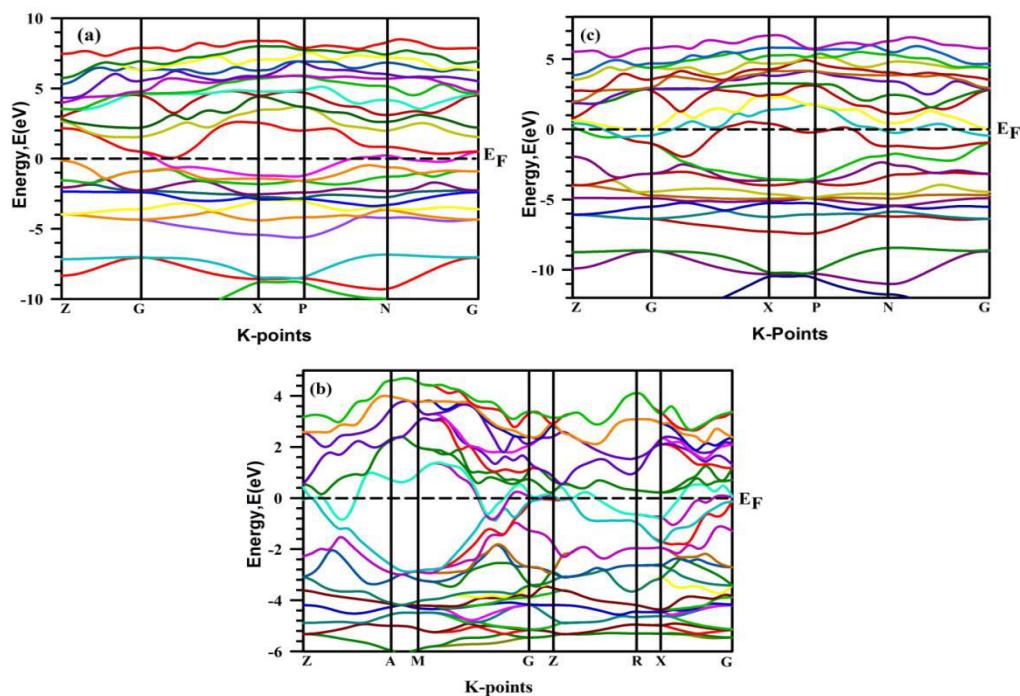 (a)
Energy,E(eV)
10
5
0
-5
-10
E_F
Z G X P N G
K-points
(c)
Energy,E(eV)
10
5
0
-5
-10
E_F
Z G X P N G
K-Points
(b)
Energy,E(eV)
4
2
0
-2
-4
-6
E_F
Z A M G Z R X G
K-points